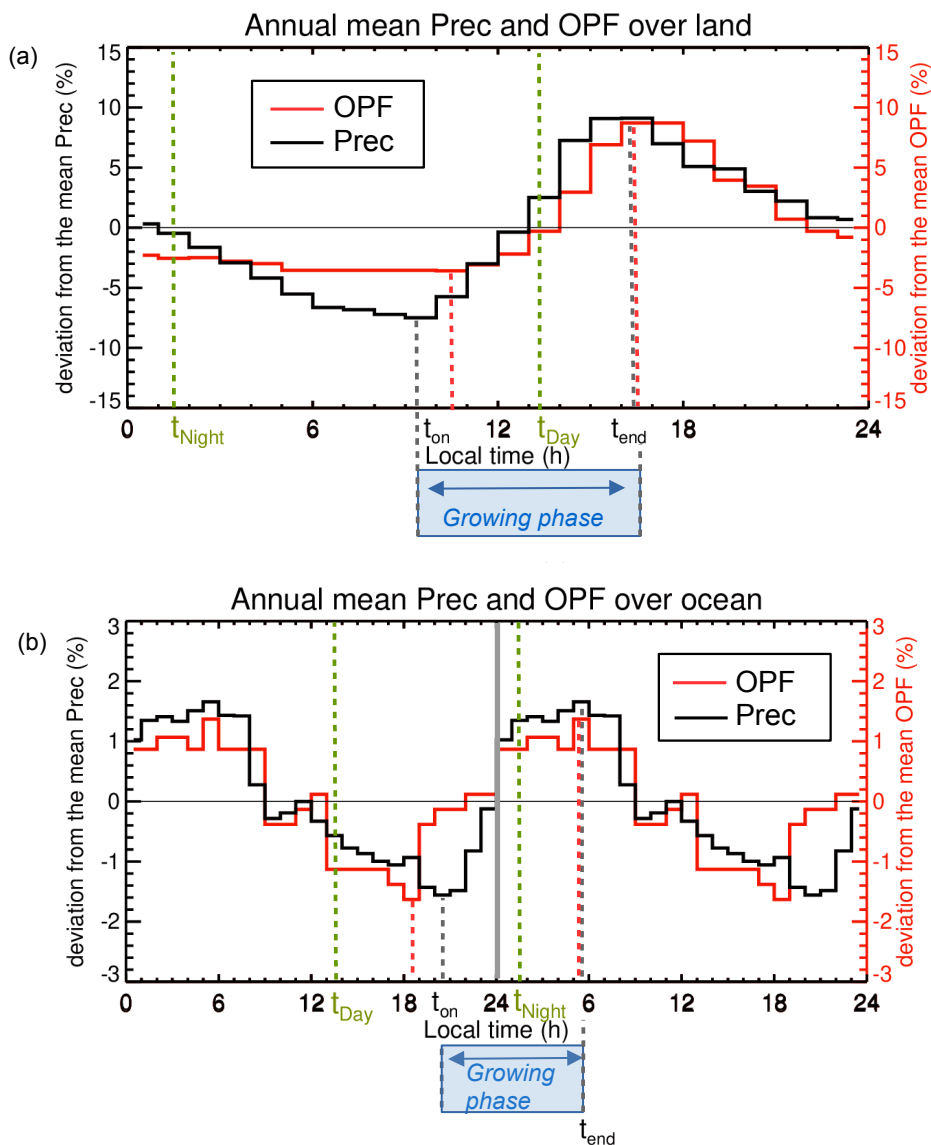 Annual mean Prec and OPF over land
(a)
deviation from the mean Prec (%)
15
10
5
0
-5
-10
-15
OPF
Prec
15
10
5
0
-5
-10
-15
deviation from the mean OPF (%)
0 6 12 18 24
tNight ton tDay tend
Local time (h)
Growing phase
Annual mean Prec and OPF over ocean
(b)
deviation from the mean Prec (%)
3
2
1
0
-1
-2
-3
OPF
Prec
3
2
1
0
-1
-2
-3
deviation from the mean OPF (%)
0 6 12 18 24 6 12 18 24
tDay ton tNight
Local time (h)
Growing
phase
tend